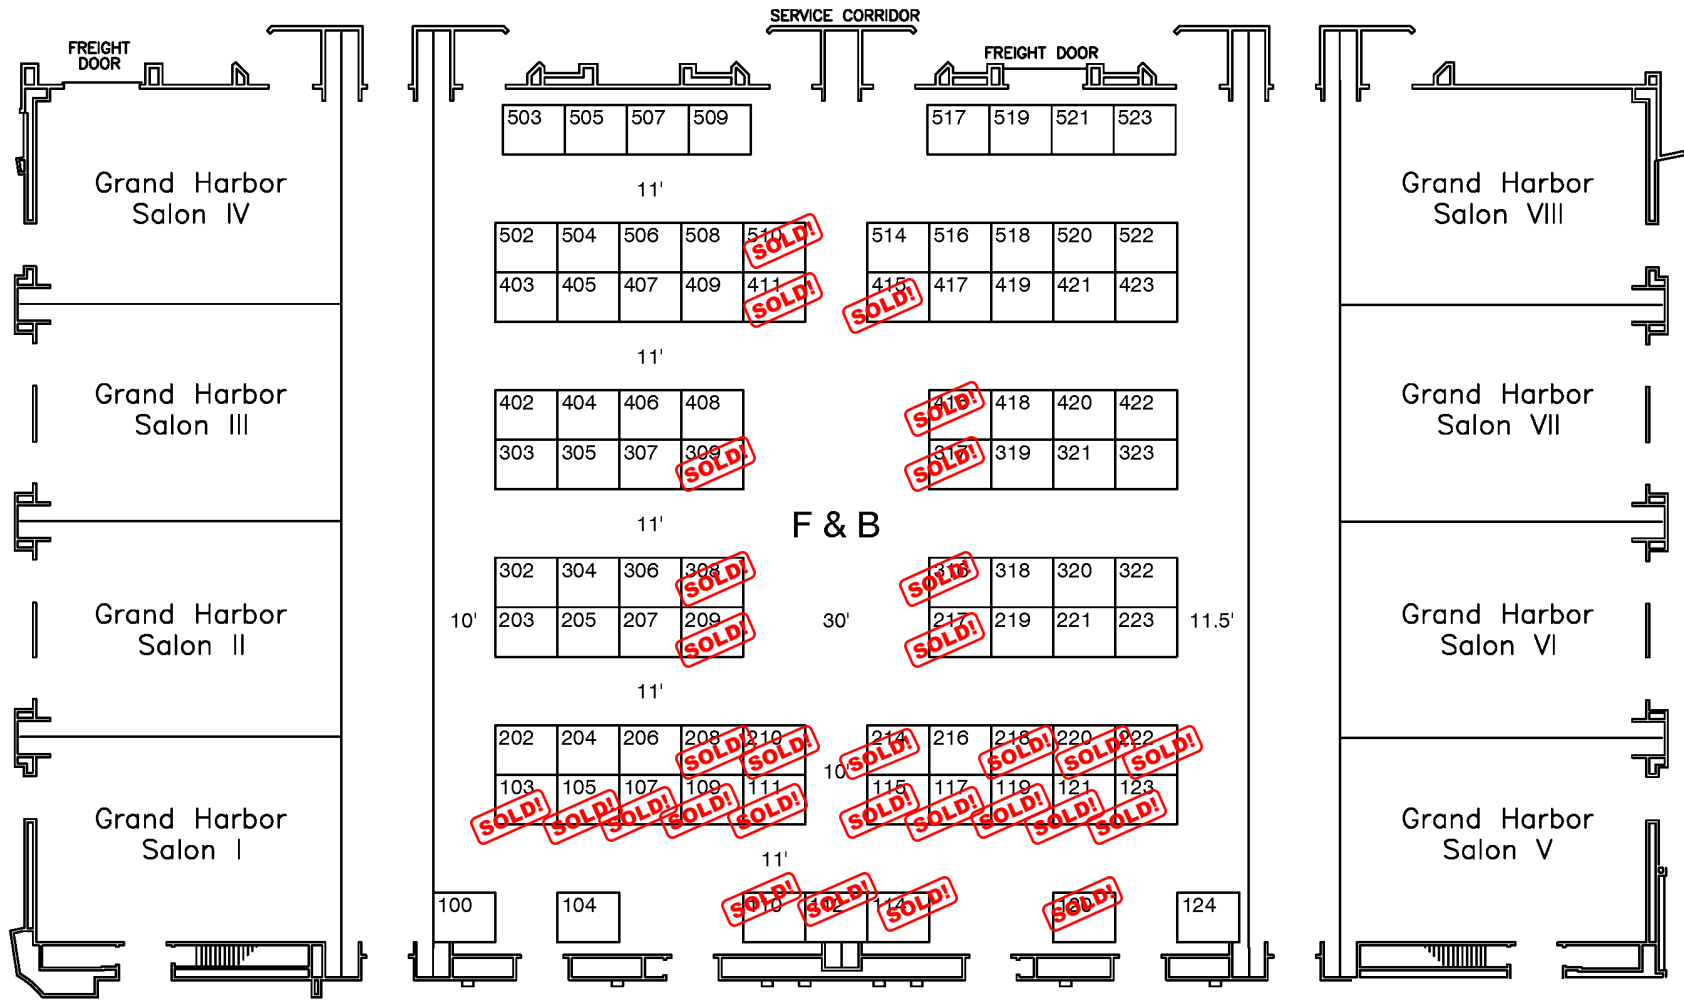 SERVICE CORRIDOR
FREIGHT
DOOR
FREIGHT DOOR
503 505 507 509 517 519 521 523
Grand Harbor
Salon IV
11'
Grand Harbor
Salon VIII
502 504 506 508 510 SOLD! 514 516 518 520 522
403 405 407 409 411 SOLD! 415 SOLD! 417 419 421 423
11'
Grand Harbor
Salon III
Grand Harbor
Salon VII
402 404 406 408 416 SOLD! 418 420 422
303 305 307 309 SOLD! 317 SOLD! 319 321 323
11'
F & B
302 304 306 308 SOLD! 316 SOLD! 318 320 322
Grand Harbor
Salon II
10' 203 205 207 209 SOLD! 30' 217 SOLD! 219 221 223 11.5'
Grand Harbor
Salon VI
11'
202 204 206 208 SOLD! 210 SOLD! 214 SOLD! 216 218 SOLD! 220 SOLD! 222 SOLD!
10'
103 SOLD! 105 SOLD! 107 SOLD! 109 SOLD! 111 SOLD! 115 SOLD! 117 SOLD! 119 SOLD! 121 SOLD! 123 SOLD!
Grand Harbor
Salon I
Grand Harbor
Salon V
11'
100 104 110 SOLD! 112 SOLD! 114 SOLD! 120 SOLD! 124